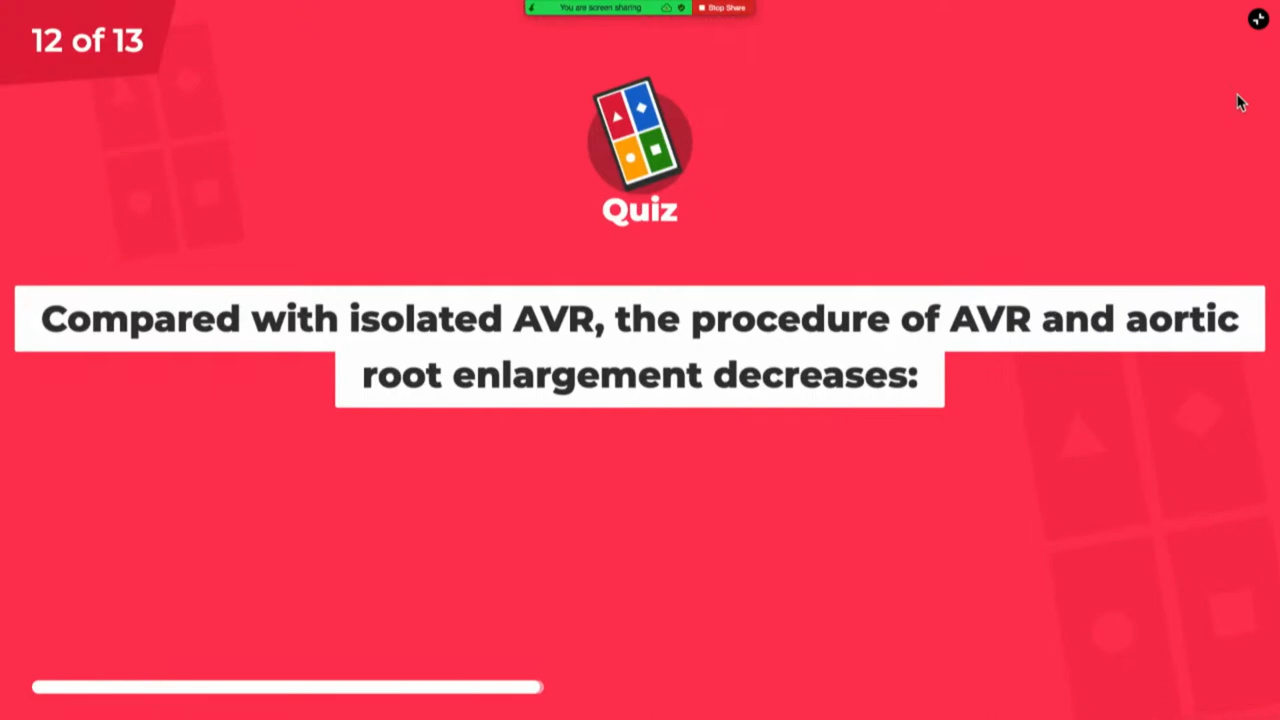 You are screen sharing
Stop Share
12 of 13
Quiz
Compared with isolated AVR, the procedure of AVR and aortic
root enlargement decreases: